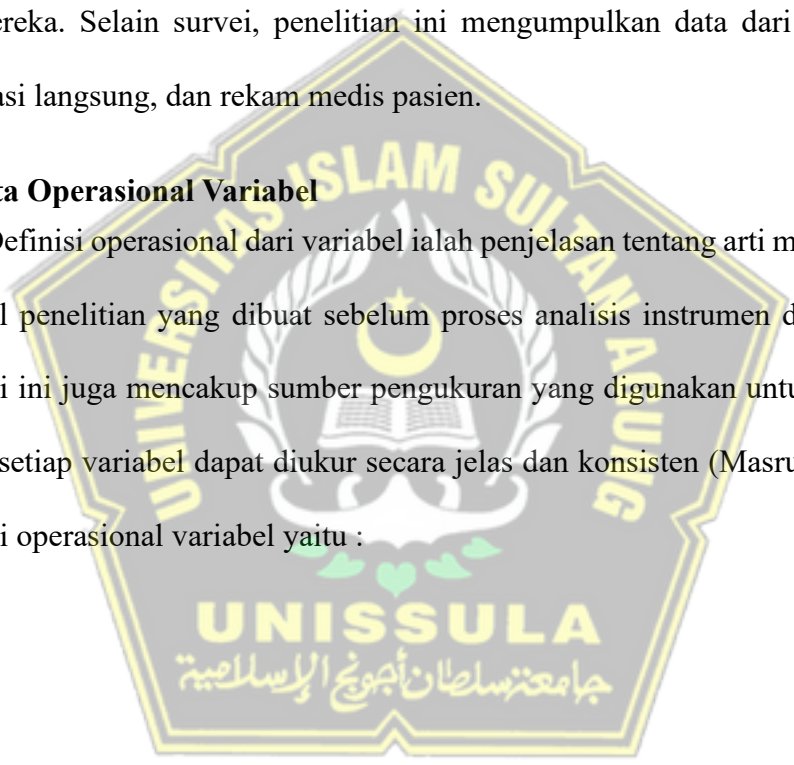 ereka. Selain survei, penelitian ini mengumpulkan data dari
asi langsung, dan rekam medis pasien.
ta Operasional Variabel
Definisi operasional dari variabel ialah penjelasan tentang arti m
l penelitian yang dibuat sebelum proses analisis instrumen d
i ini juga mencakup sumber pengukuran yang digunakan untu
setiap variabel dapat diukur secara jelas dan konsisten (Masru
i operasional variabel yaitu :
UNIVERSITAS ISLAM SULTAN AGUNG
UNISSULA
جامعتنسلطان أجونج الإسلامية